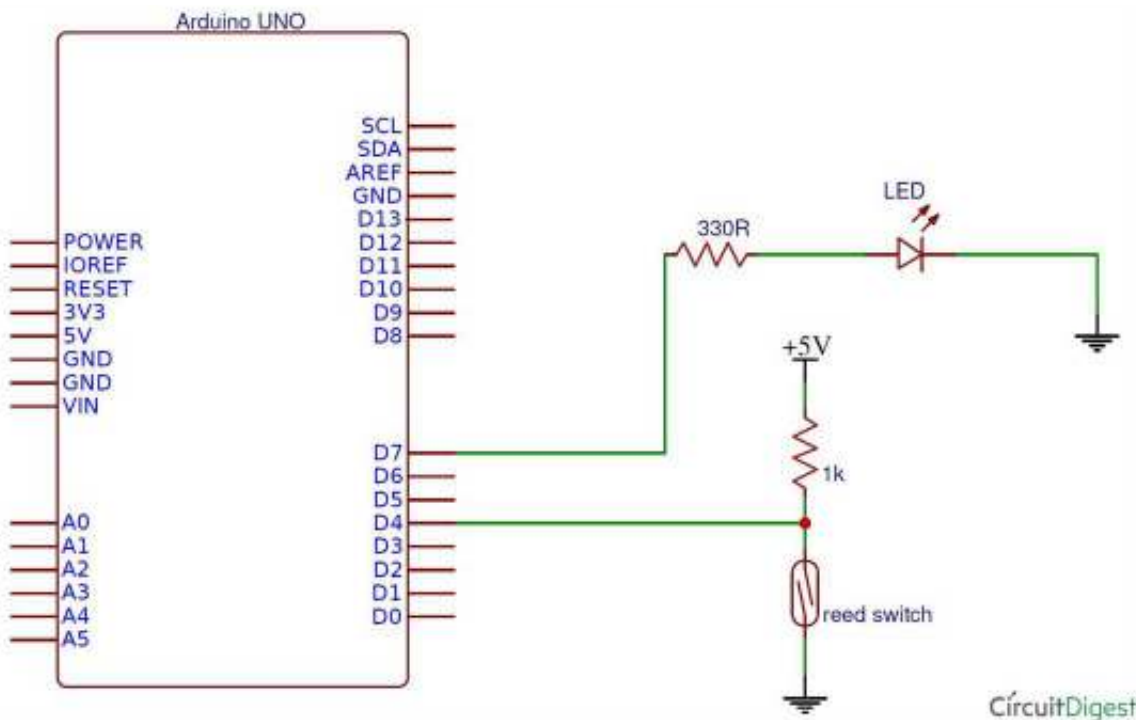 Arduino UNO
SCL
SDA
AREF
GND
D13
D12
D11
D10
D9
D8
POWER
IOREF
RESET
3V3
5V
GND
GND
VIN
D7
D6
D5
D4
D3
D2
D1
D0
A0
A1
A2
A3
A4
A5
LED
330R
+5V
1k
reed switch
CircuitDigest